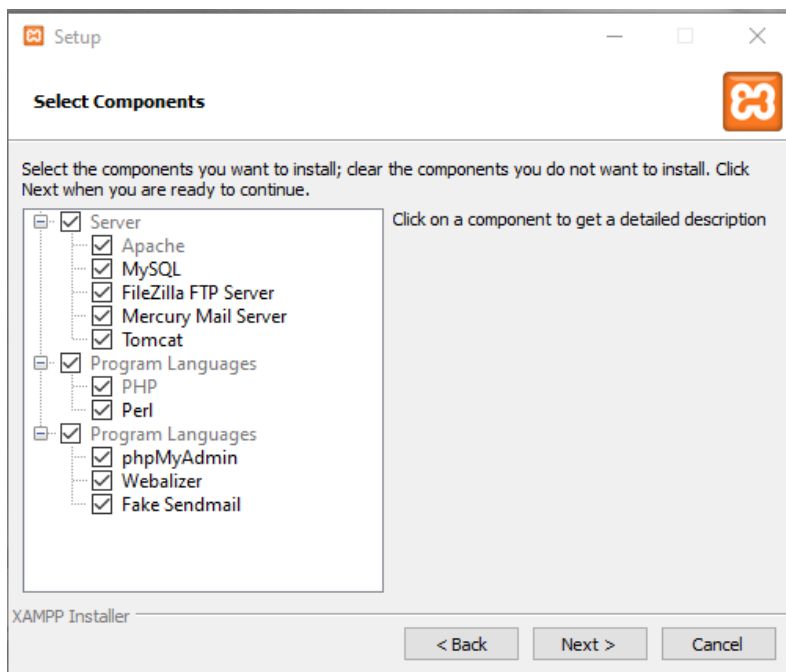 Setup
Select Components
Select the components you want to install; clear the components you do not want to install. Click
Next when you are ready to continue.
Server
Apache
MySQL
FileZilla FTP Server
Mercury Mail Server
Tomcat
Program Languages
PHP
Perl
Program Languages
phpMyAdmin
Webalizer
Fake Sendmail
Click on a component to get a detailed description
XAMPP Installer
< Back
Next >
Cancel